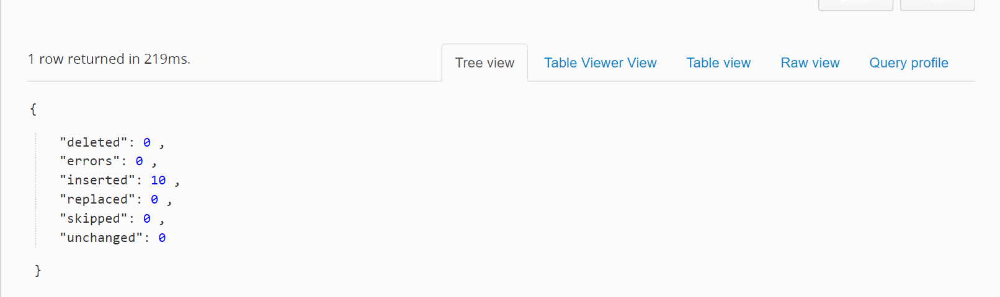 1 row returned in 219ms.
Tree view Table Viewer View Table view Raw view Query profile
{
"deleted": 0 ,
"errors": 0 ,
"inserted": 10 ,
"replaced": 0 ,
"skipped": 0 ,
"unchanged": 0
}